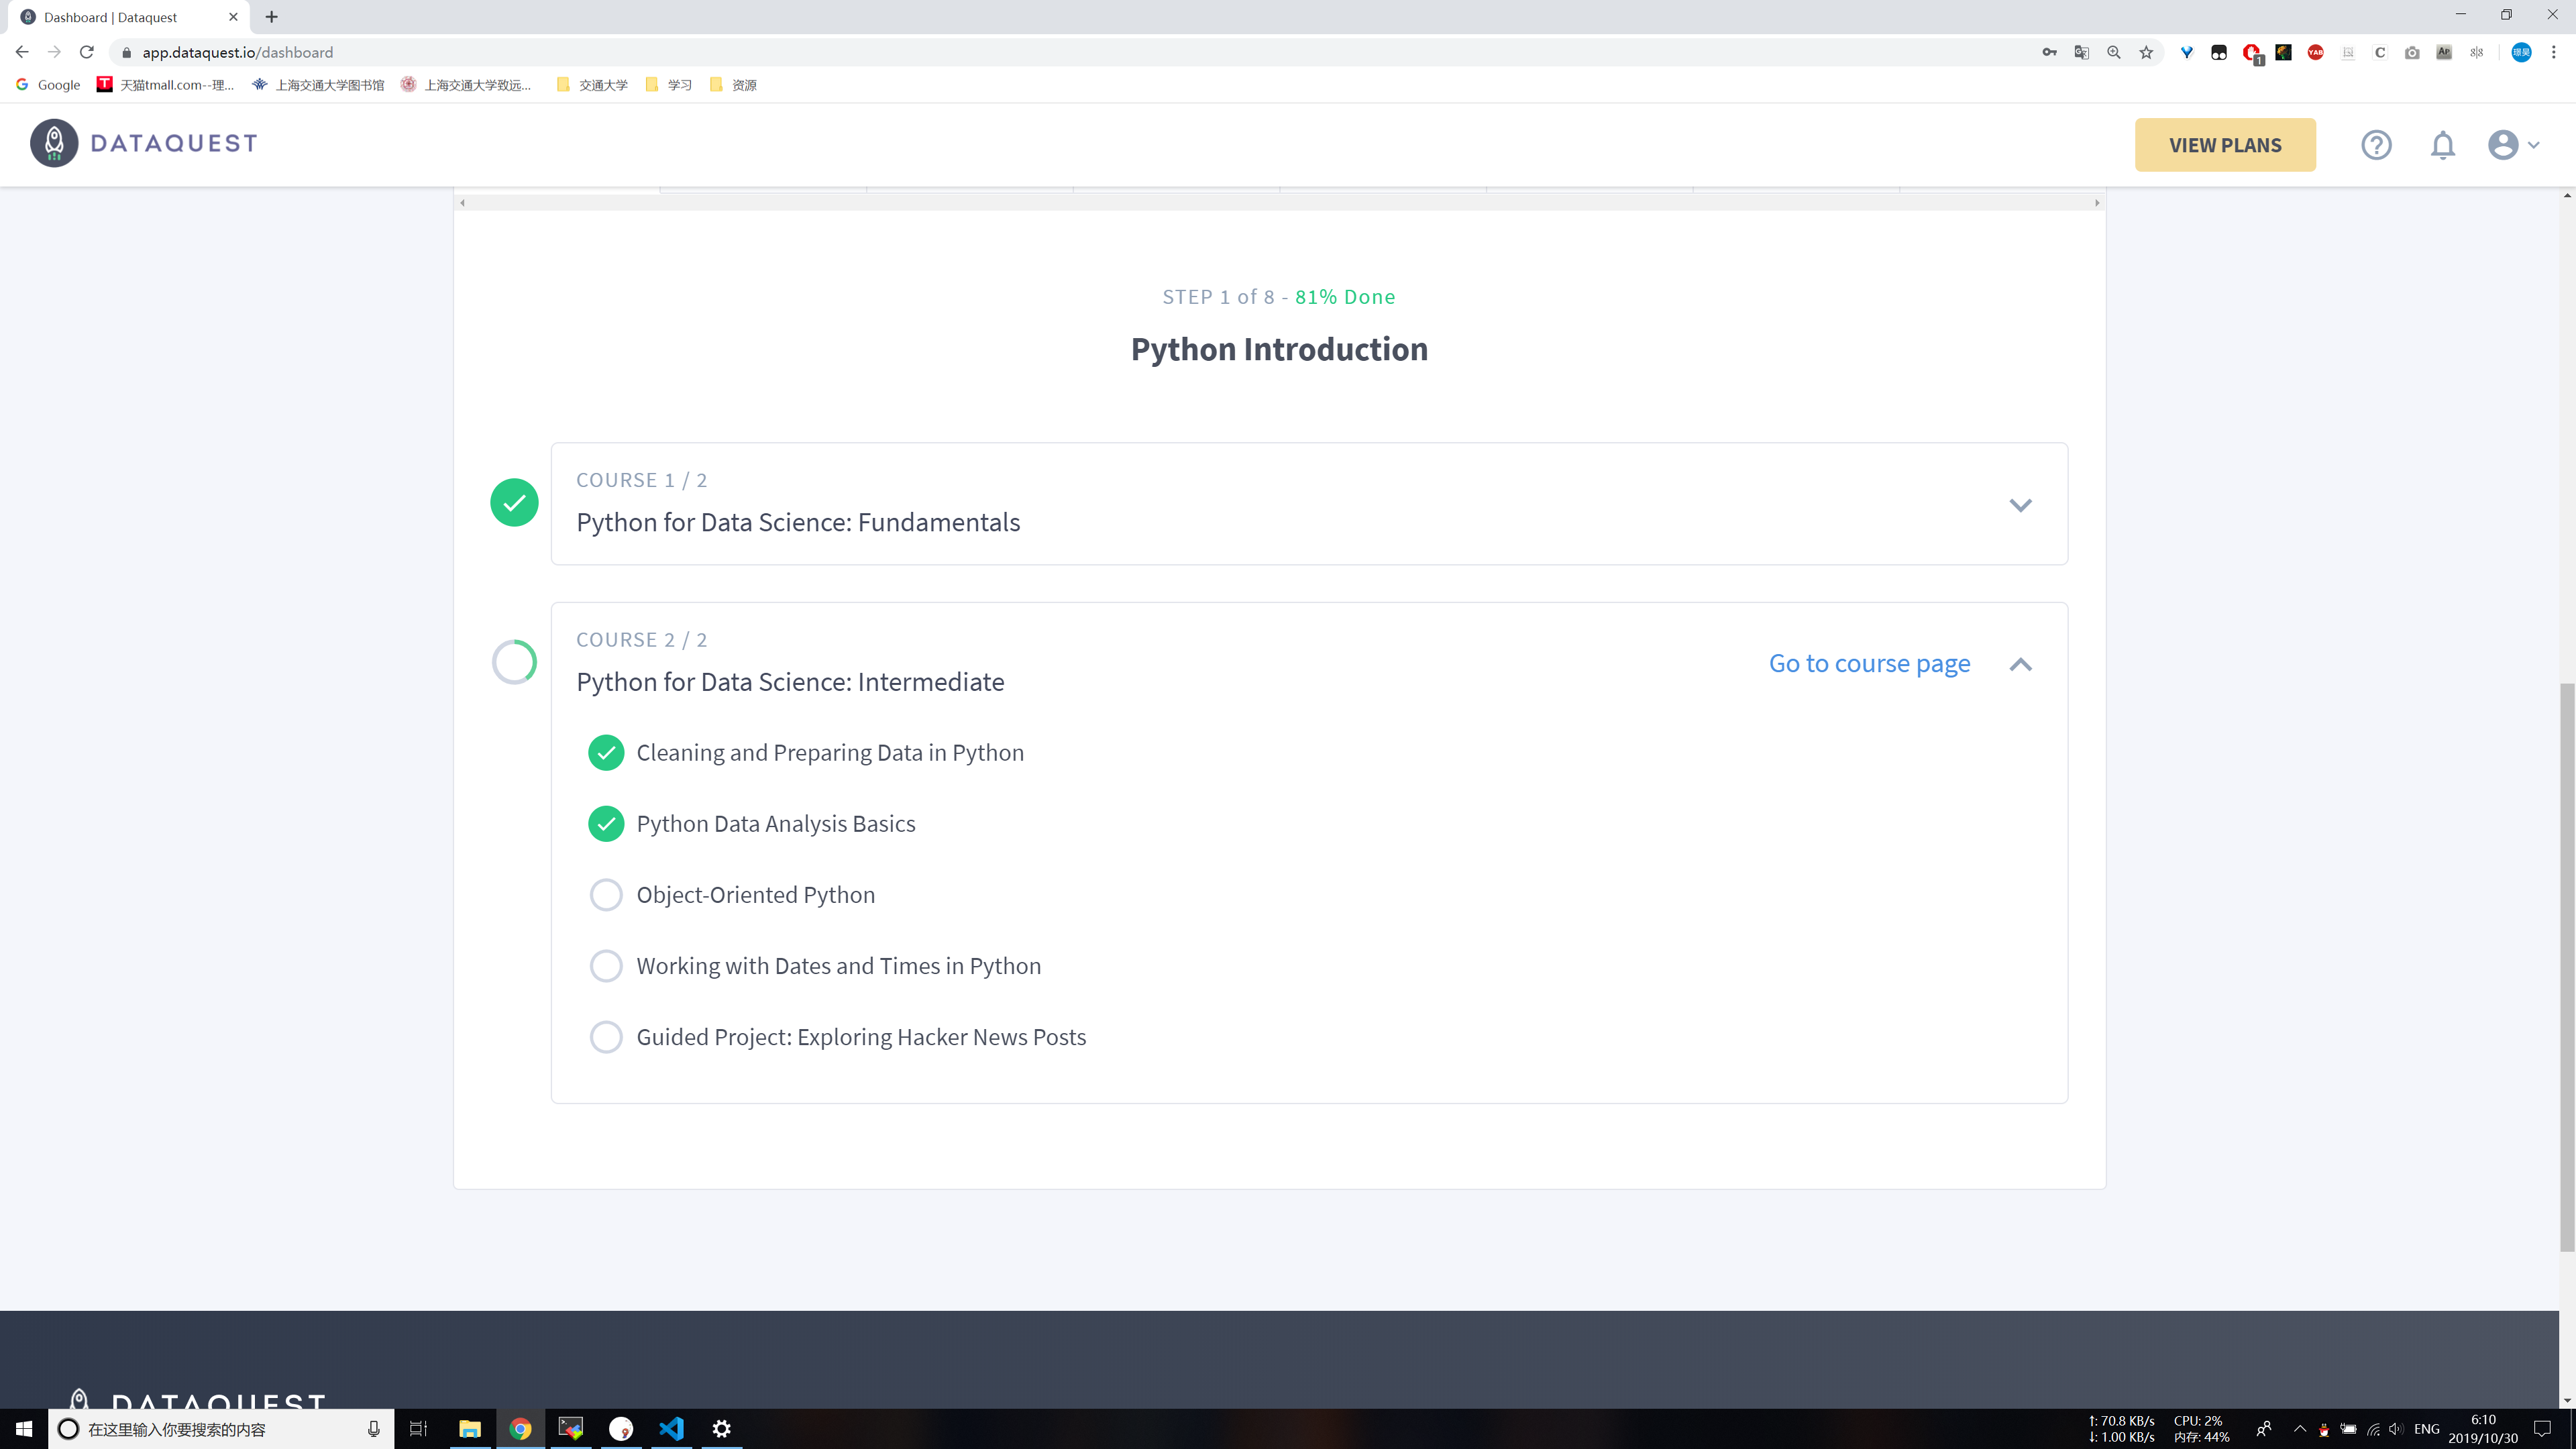 Dashboard | Dataquest
app.dataquest.io/dashboard
1
YAB
C
AP
璟昊
Google
天猫tmall.com--理...
上海交通大学图书馆
上海交通大学致远...
交通大学
学习
资源
DATAQUEST
VIEW PLANS
STEP 1 of 8 - 81% Done
Python Introduction
COURSE 1 / 2
Python for Data Science: Fundamentals
COURSE 2 / 2
Python for Data Science: Intermediate
Go to course page
Cleaning and Preparing Data in Python
Python Data Analysis Basics
Object-Oriented Python
Working with Dates and Times in Python
Guided Project: Exploring Hacker News Posts
DATAQUEST
在这里输入你要搜索的内容
↑: 70.8 KB/s
↓: 1.00 KB/s
CPU: 2%
内存: 44%
ENG
6:10
2019/10/30